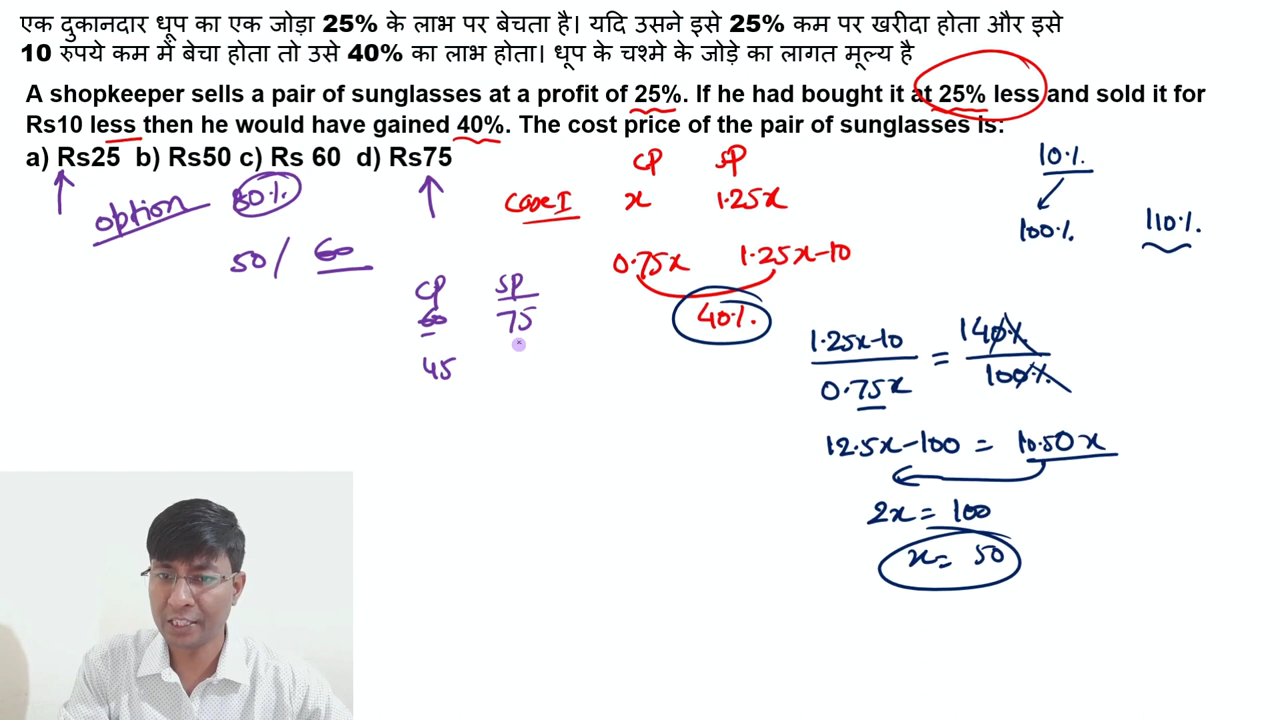 एक दुकानदार धूप का एक जोड़ा 25% के लाभ पर बेचता है। यदि उसने इसे 25% कम पर खरीदा होता और इसे
10 रुपये कम में बेचा होता तो उसे 40% का लाभ होता। धूप के चश्मे के जोड़े का लागत मूल्य है
A shopkeeper sells a pair of sunglasses at a profit of 25%. If he had bought it at 25% less and sold it for
Rs10 less then he would have gained 40%. The cost price of the pair of sunglasses is:
a) Rs25 b) Rs50 c) Rs 60 d) Rs75
option 80%
50/ 60
CP SP
60 75
45
CP SP
Case I x 1.25x
0.75x 1.25x-10
40%
10%
100% 110%
1.25x-10 / 0.75x = 140% / 100%
12.5x-100 = 10.50x
2x = 100
x = 50